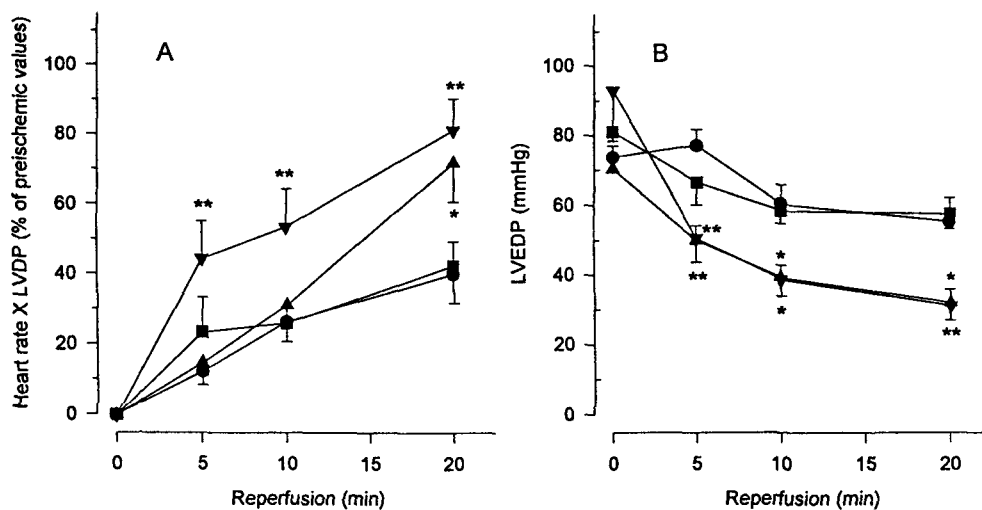 A
Heart rate X LVDP (% of preischemic values)
100
80
60
40
20
0
**
**
**
*
0 5 10 15 20
Reperfusion (min)
B
LVEDP (mmHg)
100
80
60
40
20
0
**
**
*
*
*
**
0 5 10 15 20
Reperfusion (min)